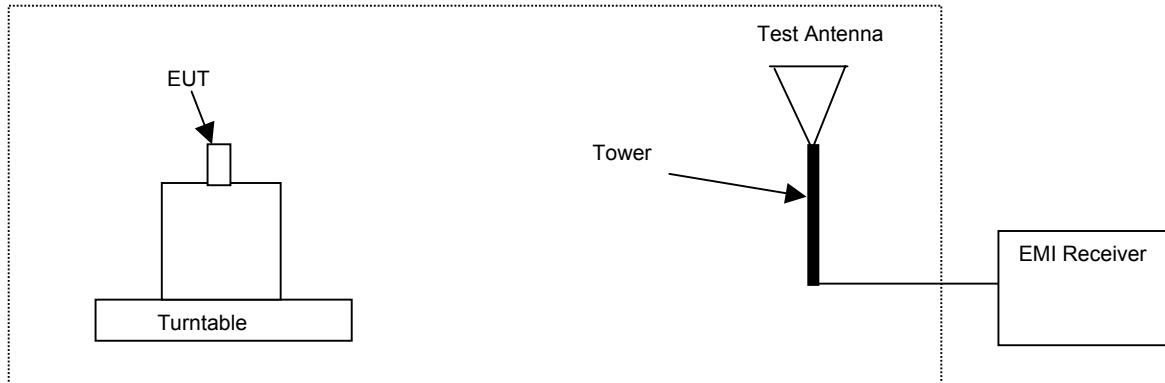 Test Antenna
EUT
Tower
EMI Receiver
Turntable